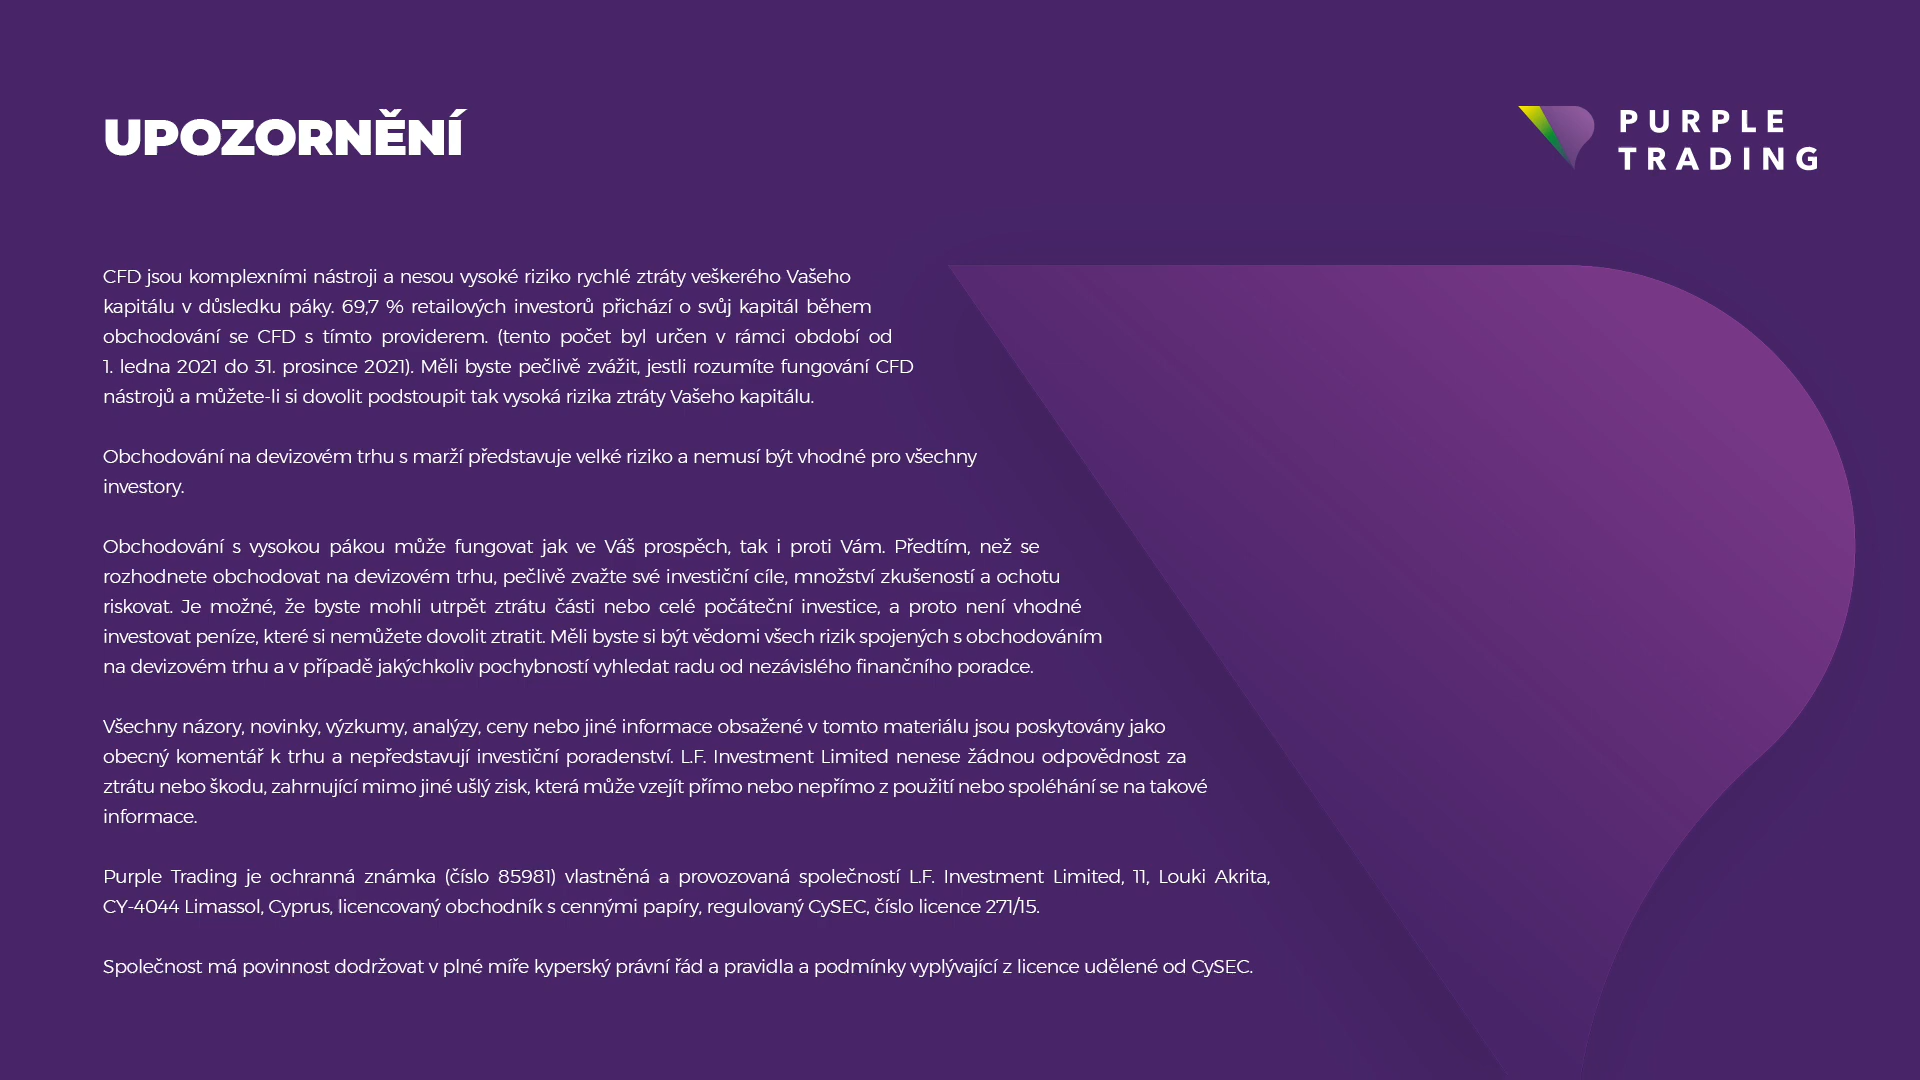 UPOZORNĚNÍ
PURPLE
TRADING
CFD jsou komplexními nástroji a nesou vysoké riziko rychlé ztráty veškerého Vašeho
kapitálu v důsledku páky. 69,7 % retailových investorů přichází o svůj kapitál během
obchodování se CFD s tímto providerem. (tento počet byl určen v rámci období od
1. ledna 2021 do 31. prosince 2021). Měli byste pečlivě zvážit, jestli rozumíte fungování CFD
nástrojů a můžete-li si dovolit podstoupit tak vysoká rizika ztráty Vašeho kapitálu.
Obchodování na devizovém trhu s marží představuje velké riziko a nemusí být vhodné pro všechny
investory.
Obchodování s vysokou pákou může fungovat jak ve Váš prospěch, tak i proti Vám. Předtím, než se
rozhodnete obchodovat na devizovém trhu, pečlivě zvažte své investiční cíle, množství zkušeností a ochotu
riskovat. Je možné, že byste mohli utrpět ztrátu části nebo celé počáteční investice, a proto není vhodné
investovat peníze, které si nemůžete dovolit ztratit. Měli byste si být vědomi všech rizik spojených s obchodováním
na devizovém trhu a v případě jakýchkoliv pochybností vyhledat radu od nezávislého finančního poradce.
Všechny názory, novinky, výzkumy, analýzy, ceny nebo jiné informace obsažené v tomto materiálu jsou poskytovány jako
obecný komentář k trhu a nepředstavují investiční poradenství. L.F. Investment Limited nenese žádnou odpovědnost za
ztrátu nebo škodu, zahrnující mimo jiné ušlý zisk, která může vzejít přímo nebo nepřímo z použití nebo spoléhání se na takové
informace.
Purple Trading je ochranná známka (číslo 85981) vlastněná a provozovaná společností L.F. Investment Limited, 11, Louki Akrita,
CY-4044 Limassol, Cyprus, licencovaný obchodník s cennými papíry, regulovaný CySEC, číslo licence 271/15.
Společnost má povinnost dodržovat v plné míře kyperský právní řád a pravidla a podmínky vyplývající z licence udělené od CySEC.